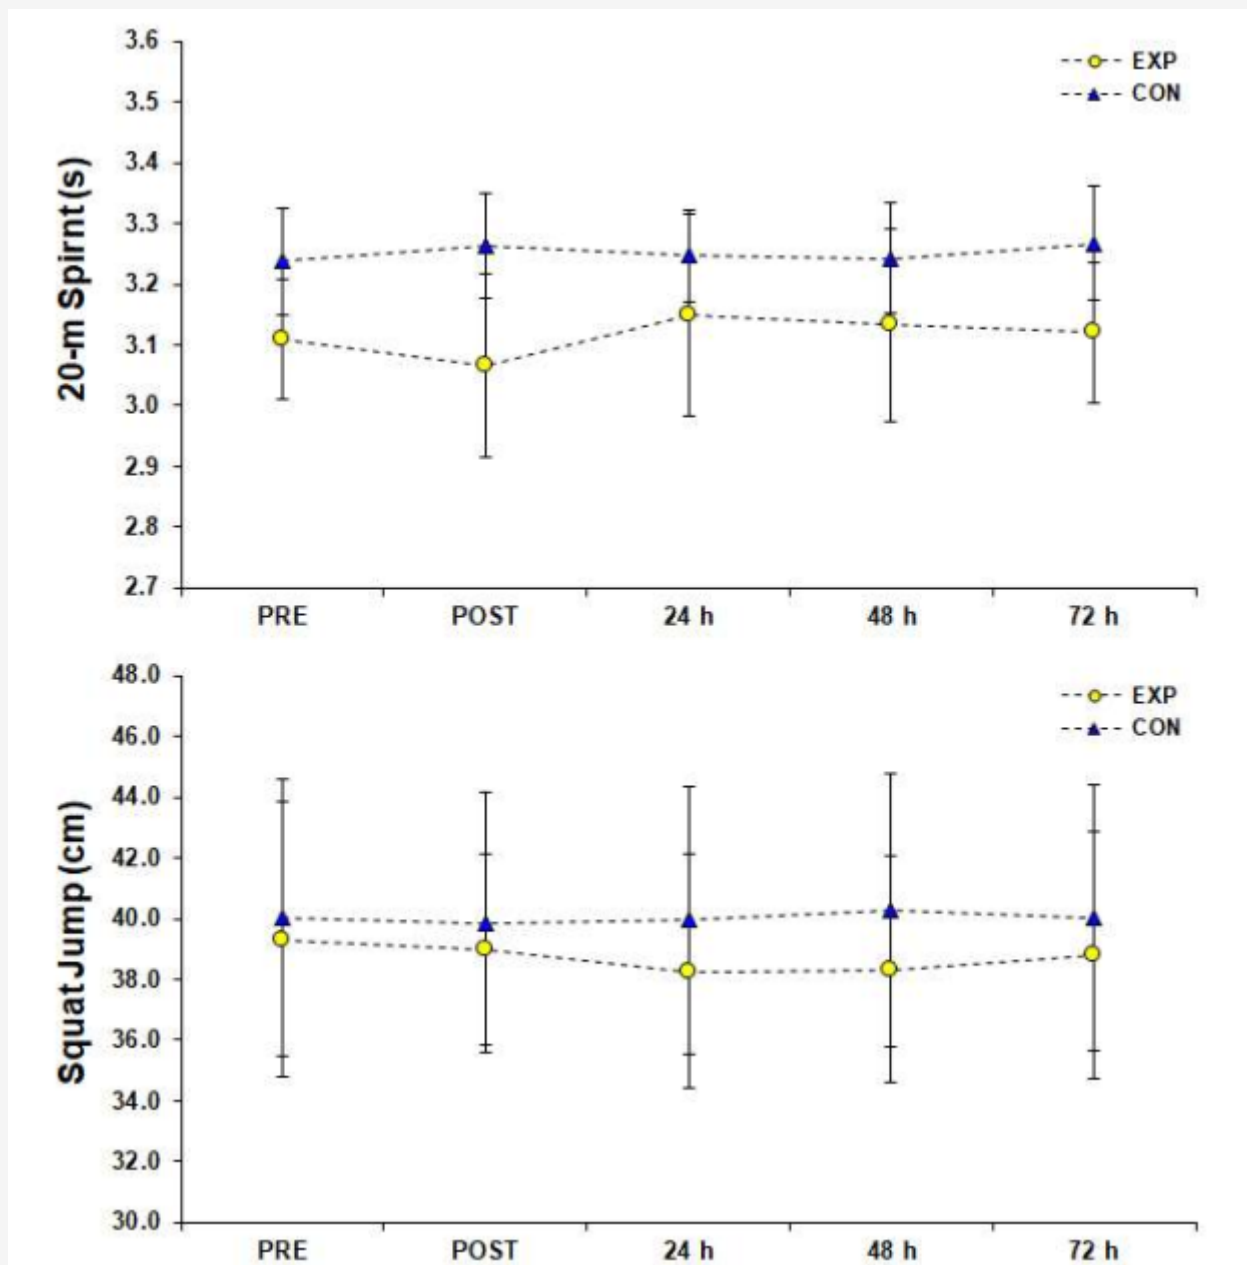 3.6
EXP
3.5
CON
3.4
3.3
3.2
3.1
3.0
2.9
2.8
2.7
20-m Spirnt (s)
PRE POST 24 h 48 h 72 h
48.0
EXP
46.0
CON
44.0
42.0
40.0
38.0
36.0
34.0
32.0
30.0
Squat Jump (cm)
PRE POST 24 h 48 h 72 h